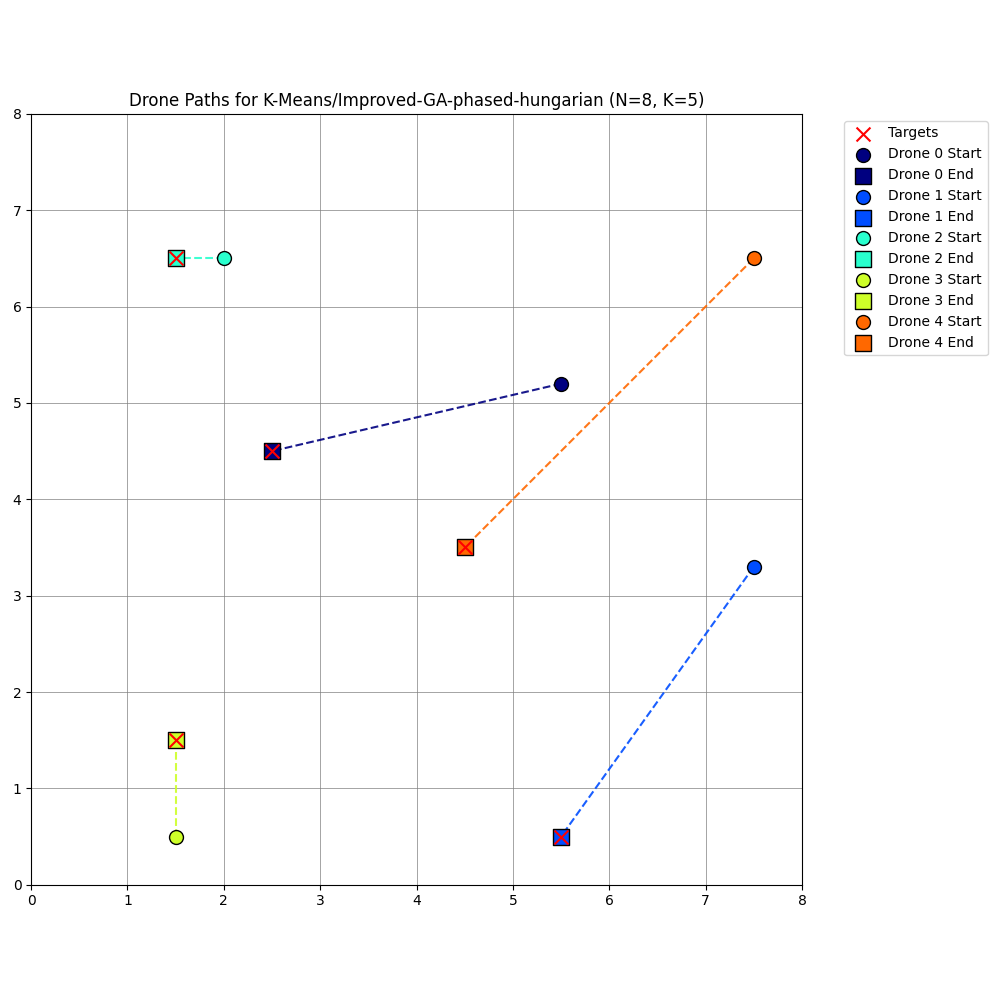 Drone Paths for K-Means/Improved-GA-phased-hungarian (N=8, K=5)
8
7
6
5
4
3
2
1
0
0 1 2 3 4 5 6 7 8
Targets
Drone 0 Start
Drone 0 End
Drone 1 Start
Drone 1 End
Drone 2 Start
Drone 2 End
Drone 3 Start
Drone 3 End
Drone 4 Start
Drone 4 End